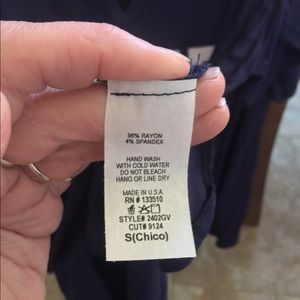 96% RAYON
4% SPANDEX
HAND WASH
WITH COLD WATER
DO NOT BLEACH
HANG OR LINE DRY
MADE IN U.S.A.
RN # 133510
STYLE# 2402GV
CUT# 9124
S(Chico)